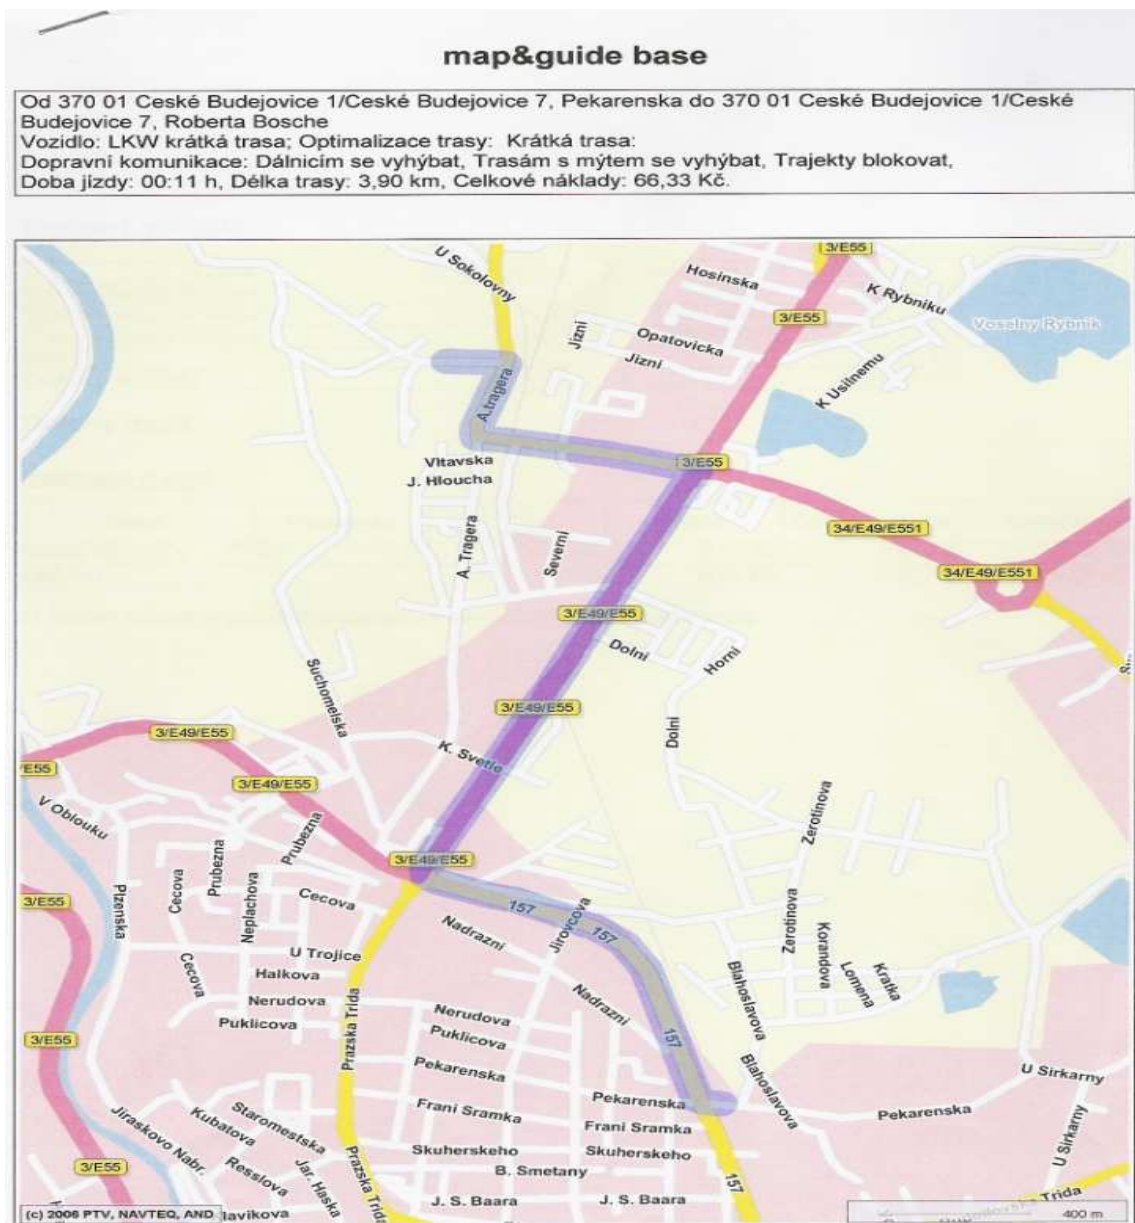 map&guide base
Od 370 01 Ceské Budejovice 1/Ceské Budejovice 7, Pekarenska do 370 01 Ceské Budejovice 1/Ceské
Budejovice 7, Roberta Bosche
Vozidlo: LKW krátká trasa; Optimalizace trasy: Krátká trasa:
Dopravní komunikace: Dálnicím se vyhýbat, Trasám s mýtem se vyhýbat, Trajekty blokovat,
Doba jízdy: 00:11 h, Délka trasy: 3,90 km, Celkové náklady: 66,33 Kč.
3/E55
U Sokolovny
Hosinska
K Rybniku
3/E55
Vosslny Rybnik
Jizni
Opatovicka
Jizni
K Usilnemu
A.tragera
Vltavska
3/E55
J. Hloucha
34/E49/E551
A. Tragera
Severni
34/E49/E551
3/E49/E55
Dolni
Horni
Suchomelska
3/E49/E55
Dolni
3/E49/E55
K. Svetle
/E55
3/E49/E55
V Oblouku
Prubezna
Zerotinova
3/E49/E55
Prubezna
Cecova
Plzenska
Neplachova
Cecova
3/E55
157
Jirovcova
157
Nadrazni
Zerotinova
Korandova
U Trojice
Cecova
Halkova
Blahoslavova
Lomena
Kratka
Nerudova
Nadrazni
Nerudova
Puklicova
Prazska Trida
Puklicova
157
3/E55
Pekarenska
Blahoslavova
U Sirkarny
Pekarenska
Pekarenska
Frani Sramka
Frani Sramka
Staromestska
Kubatova
Jiraskovo Nabr.
Skuherskeho
Skuherskeho
U Sirkarny
3/E55
Resslova
Jar. Haska
Prazska Trida
B. Smetany
157
J. S. Baara
J. S. Baara
Trida
(c) 2006 PTV, NAVTEQ, AND
lavikova
400 m